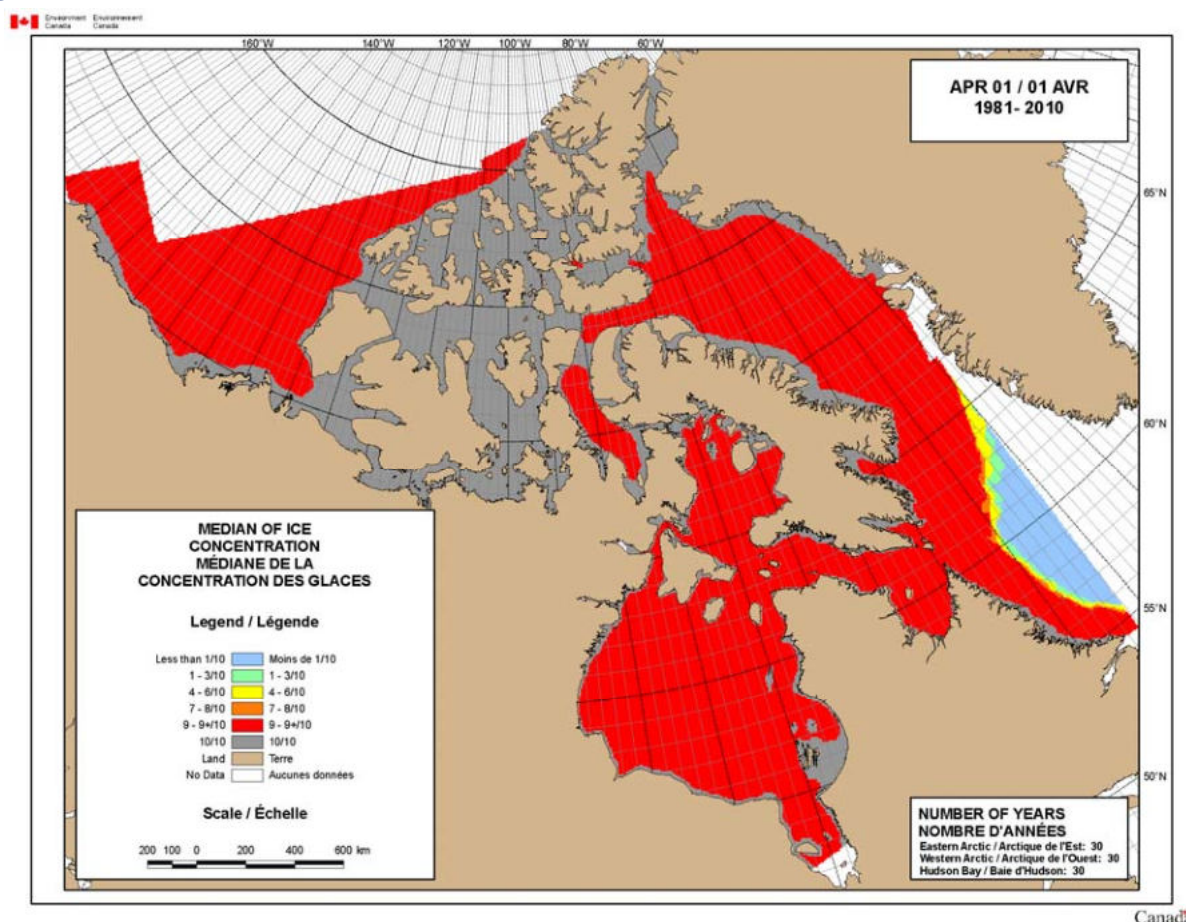 Environment Environnement
Canada Canada
160°W 140°W 120°W 100°W 80°W 60°W
APR 01 / 01 AVR
1981- 2010
65°N
60°N
55°N
50°N
MEDIAN OF ICE
CONCENTRATION
MÉDIANE DE LA
CONCENTRATION DES GLACES
Legend / Légende
Less than 1/10 Moins de 1/10
1 - 3/10 1 - 3/10
4 - 6/10 4 - 6/10
7 - 8/10 7 - 8/10
9 - 9+/10 9 - 9+/10
10/10 10/10
Land Terre
No Data Aucunes données
Scale / Échelle
200 100 0 200 400 600 km
NUMBER OF YEARS
NOMBRE D'ANNÉES
Eastern Arctic / Arctique de l'Est: 30
Western Arctic / Arctique de l'Ouest: 30
Hudson Bay / Baie d'Hudson: 30
Canad